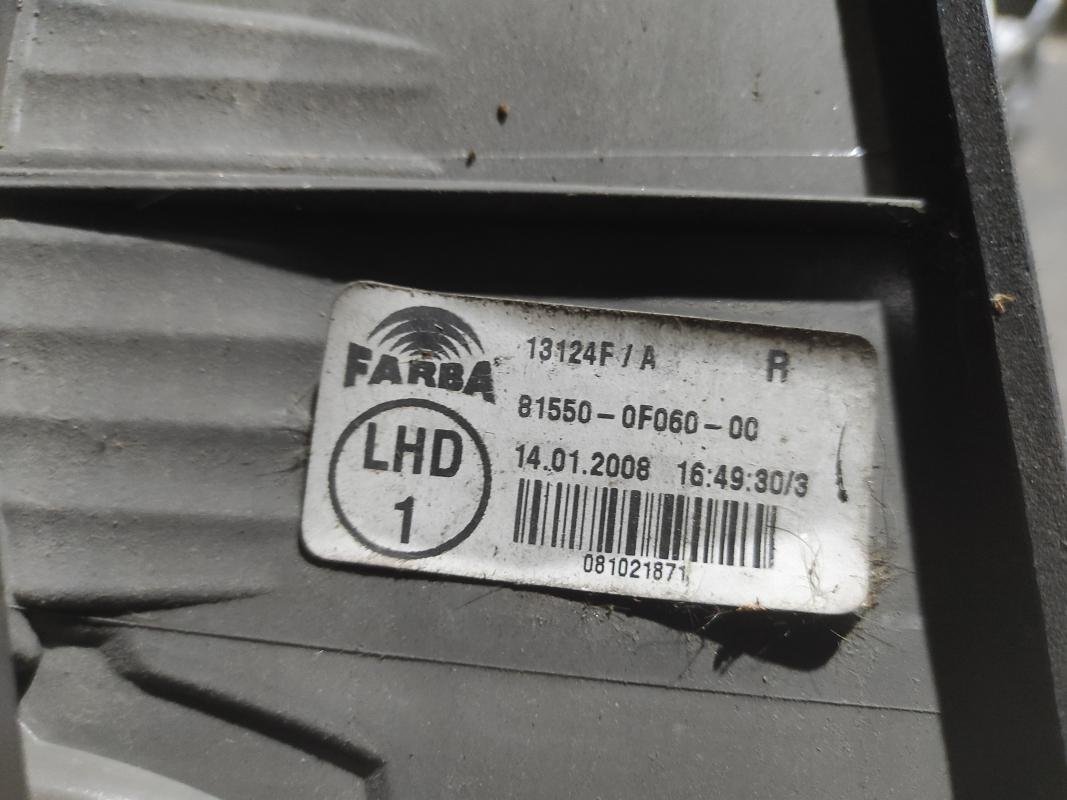 FARBA
13124F / A R
81550 - 0F060 - 00
14.01.2008 16:49:30/3
LHD
1
081021871